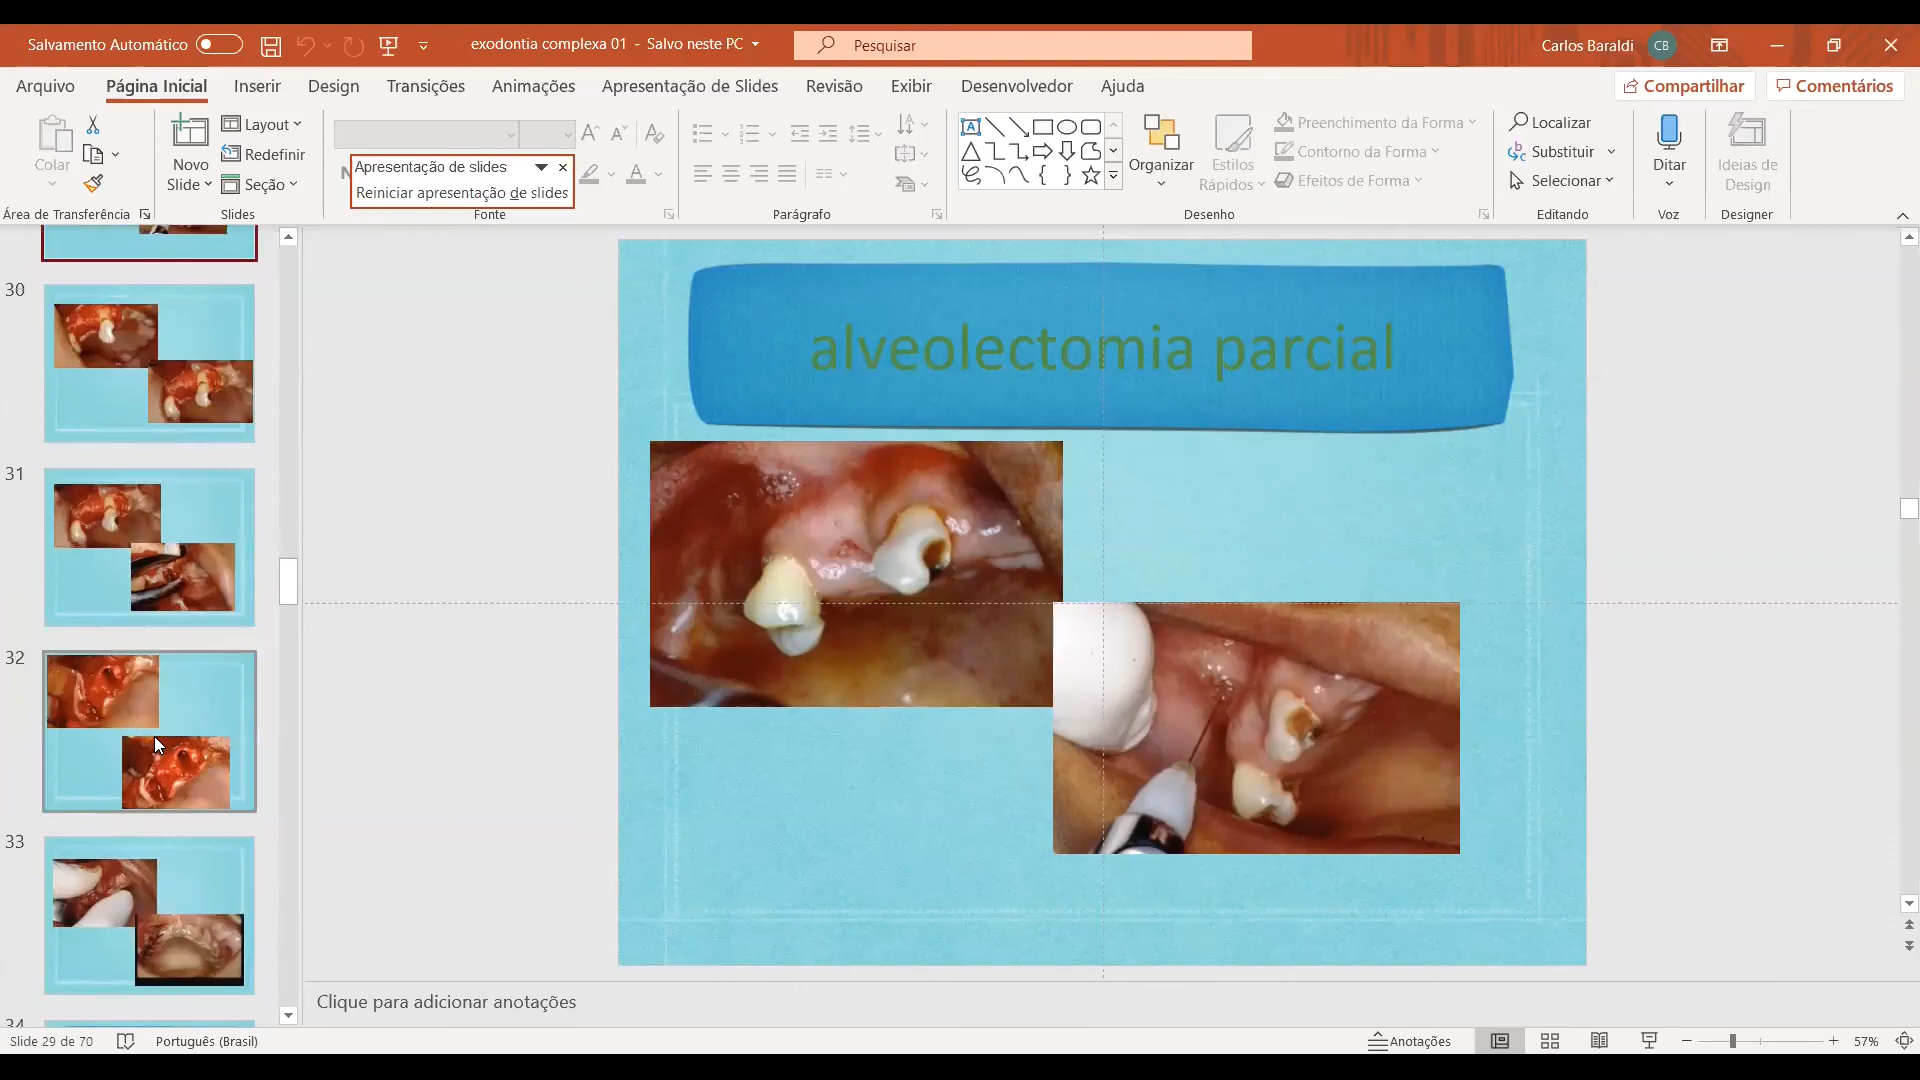 Salvamento Automático
exodontia complexa 01 - Salvo neste PC
Pesquisar
Carlos Baraldi CB
Arquivo Página Inicial Inserir Design Transições Animações Apresentação de Slides Revisão Exibir Desenvolvedor Ajuda Compartilhar Comentários
Colar
Área de Transferência
Novo
Slide
Layout
Redefinir
Seção
Slides
Apresentação de slides
Reiniciar apresentação de slides
N
Fonte
Parágrafo
Organizar
Estilos
Rápidos
Preenchimento da Forma
Contorno da Forma
Efeitos de Forma
Desenho
Localizar
Substituir
Selecionar
Editando
Ditar
Voz
Ideias de
Design
Designer
30
31
32
33
34
alveolectomia parcial
Clique para adicionar anotações
Slide 29 de 70 Português (Brasil) Anotações 57%